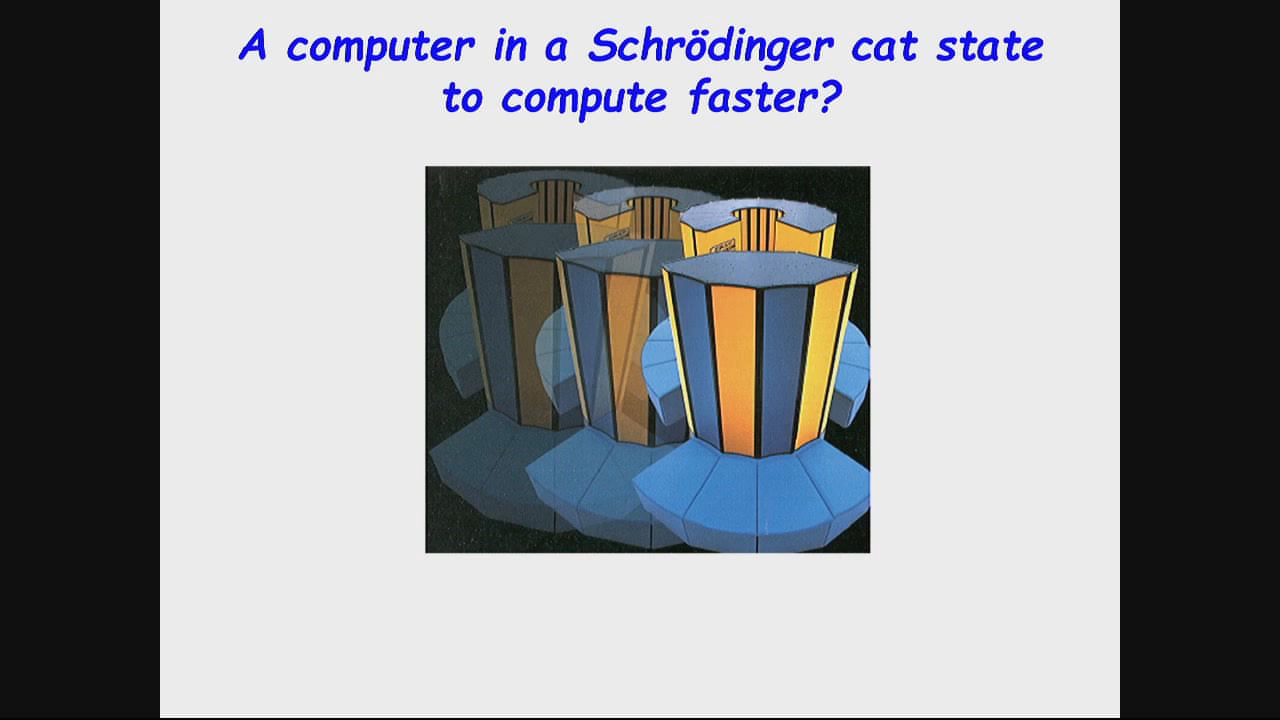 A computer in a Schrödinger cat state
to compute faster?